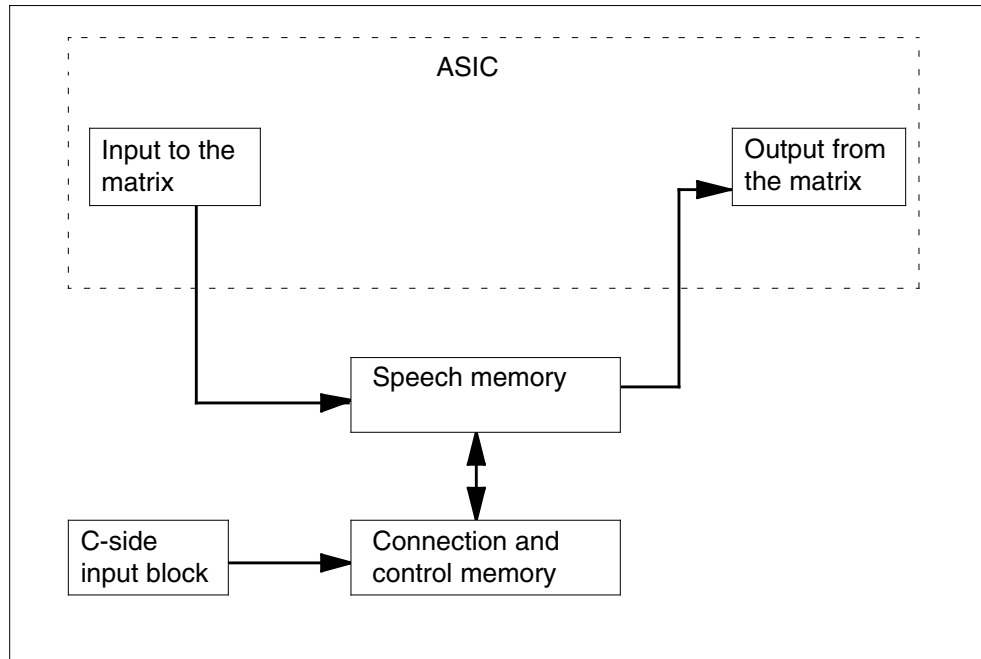 ASIC
Input to the
matrix
Output from
the matrix
Speech memory
C-side
input block
Connection and
control memory